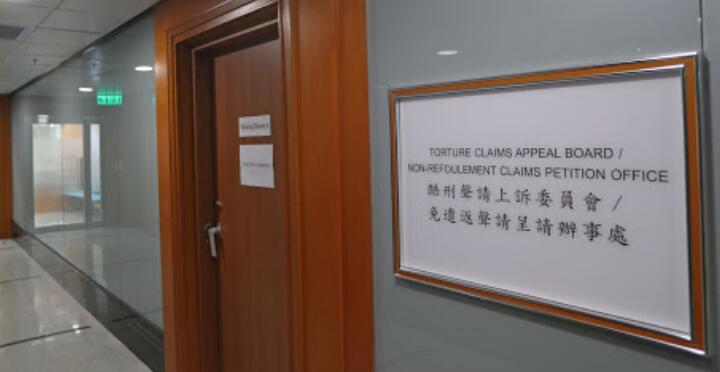 TORTURE CLAIMS APPEAL BOARD /
NON-REFOULEMENT CLAIMS PETITION OFFICE
酷刑聲請上訴委員會 /
免遣返聲請呈請辦事處